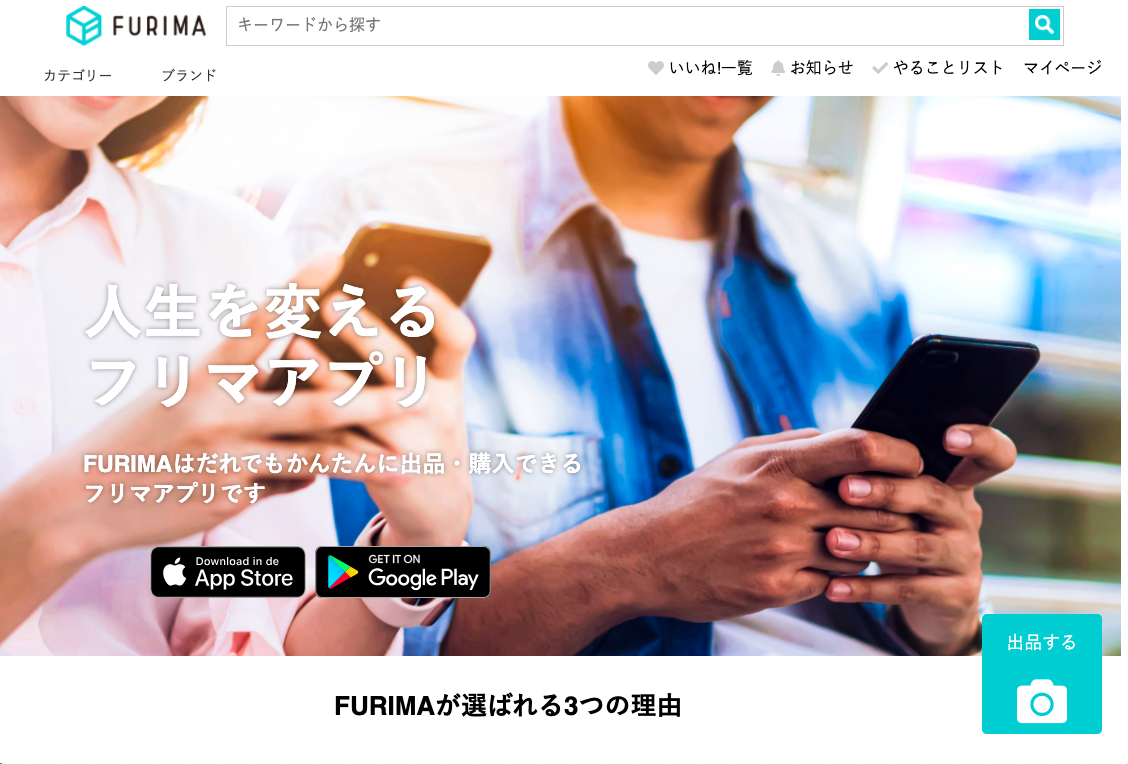 FURIMA
キーワードから探す
カテゴリー ブランド
いいね!一覧 お知らせ やることリスト マイページ
人生を変える
フリマアプリ
FURIMAはだれでもかんたんに出品・購入できる
フリマアプリです
Download in de
App Store
GET IT ON
Google Play
出品する
FURIMAが選ばれる3つの理由